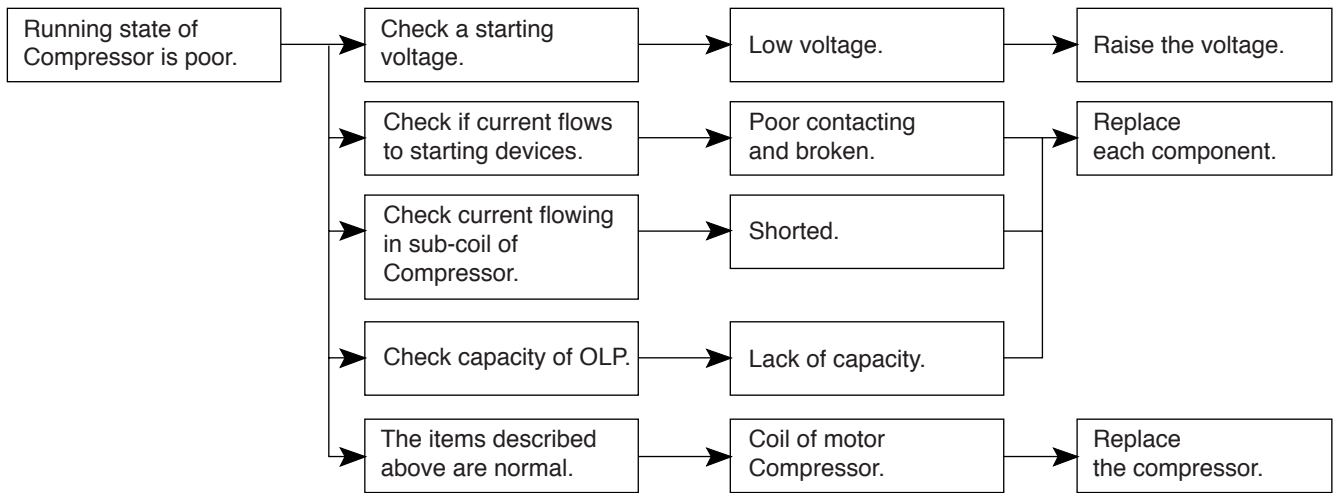 Running state of
Compressor is poor.
Check a starting
voltage.
Low voltage.
Raise the voltage.
Check if current flows
to starting devices.
Poor contacting
and broken.
Replace
each component.
Check current flowing
in sub-coil of
Compressor.
Shorted.
Check capacity of OLP.
Lack of capacity.
The items described
above are normal.
Coil of motor
Compressor.
Replace
the compressor.